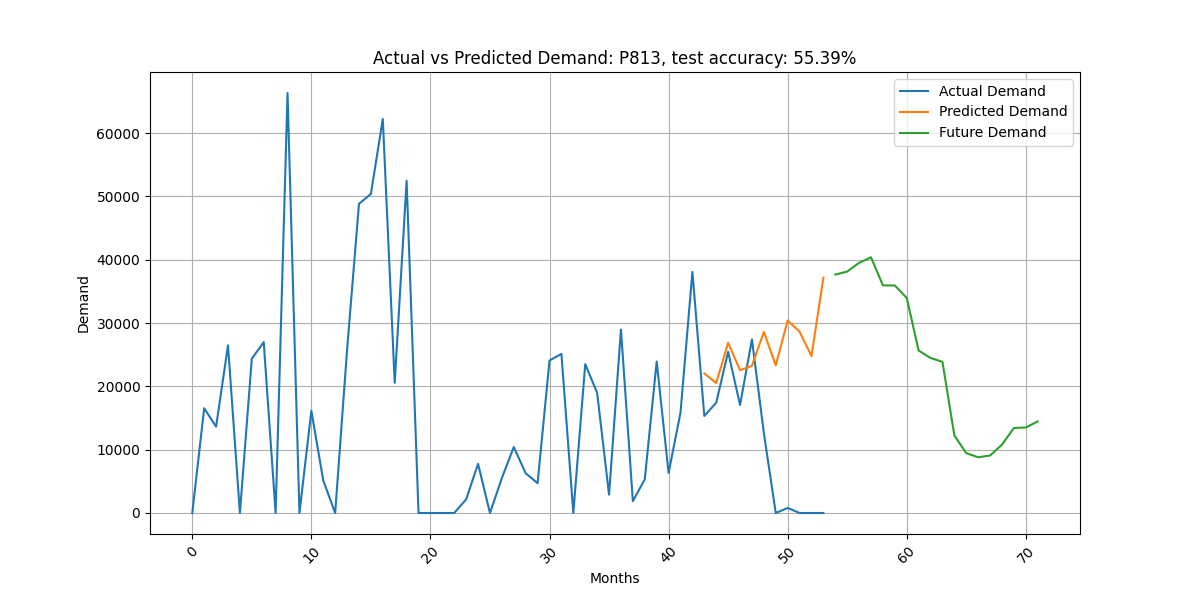 Actual vs Predicted Demand: P813, test accuracy: 55.39%
Actual Demand
Predicted Demand
Future Demand
60000
50000
40000
30000
20000
10000
0
Demand
0 10 20 30 40 50 60 70
Months